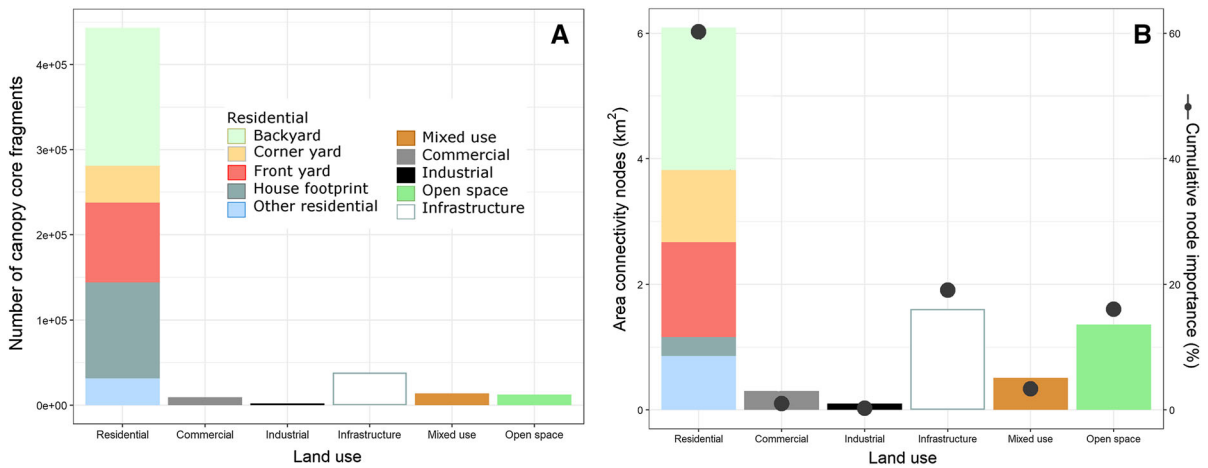 A
Number of canopy core fragments
4e+05
3e+05
2e+05
1e+05
0e+00
Residential
Backyard
Corner yard
Front yard
House footprint
Other residential
Mixed use
Commercial
Industrial
Open space
Infrastructure
Residential Commercial Industrial Infrastructure Mixed use Open space
Land use
B
Area connectivity nodes (km²)
6
4
2
0
60
40
20
0
Cumulative node importance (%)
Residential Commercial Industrial Infrastructure Mixed use Open space
Land use